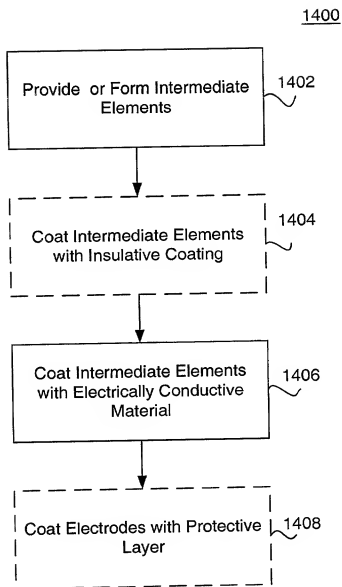 1400
Provide or Form Intermediate
Elements
1402
Coat Intermediate Elements
with Insulative Coating
1404
Coat Intermediate Elements
with Electrically Conductive
Material
1406
Coat Electrodes with Protective
Layer
1408